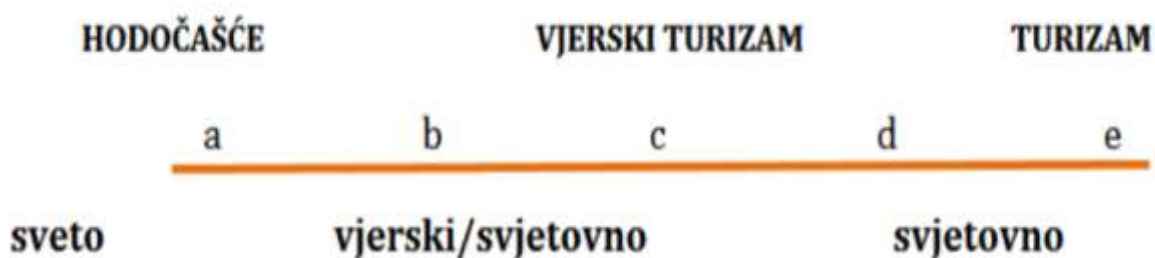 HODOČAŠĆE VJERSKI TURIZAM TURIZAM
a b c d e
sveto vjerski/svjetovno svjetovno